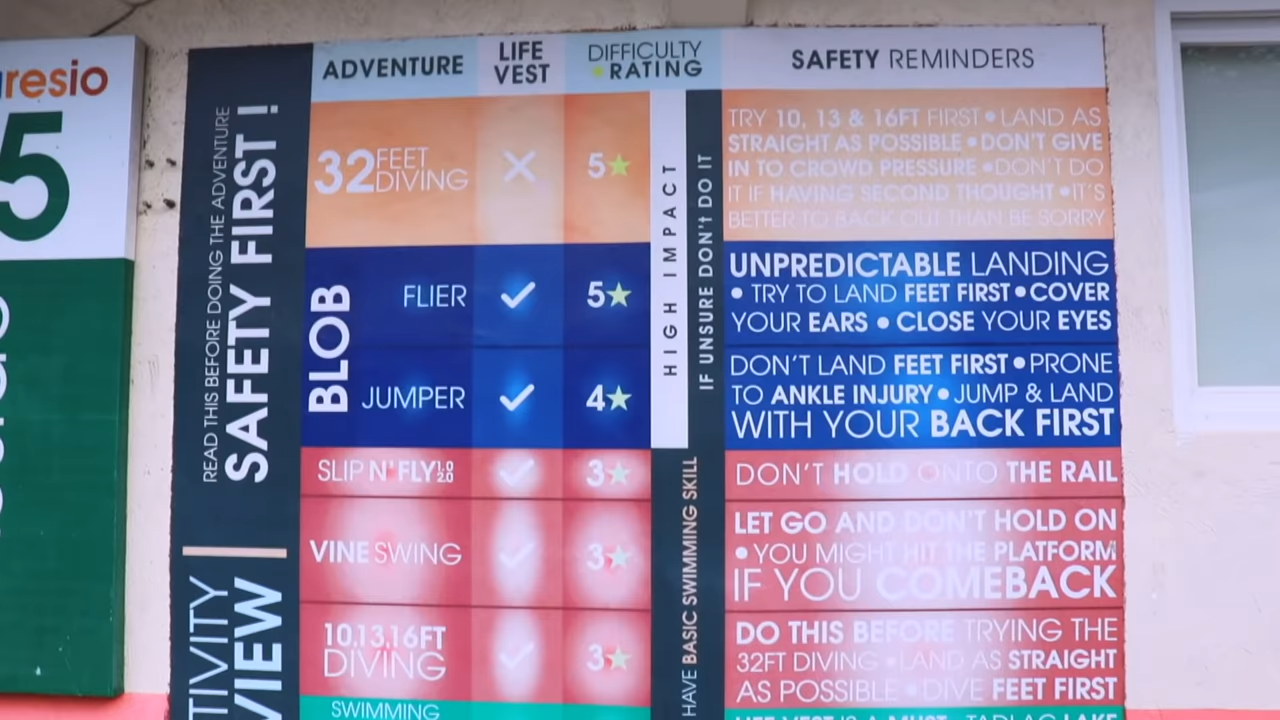 resio
5
READ THIS BEFORE DOING THE ADVENTURE
SAFETY FIRST !
TIVITY
VIEW
ADVENTURE
LIFE
VEST
DIFFICULTY
RATING
SAFETY REMINDERS
32 FEET
DIVING
5★
TRY 10, 13 & 16FT FIRST • LAND AS
STRAIGHT AS POSSIBLE • DON'T GIVE
IN TO CROWD PRESSURE • DON'T DO
IT IF HAVING SECOND THOUGHT • IT'S
BETTER TO BACK OUT THAN BE SORRY
HIGH IMPACT
IF UNSURE DON't DO IT
BLOB
FLIER
✓
5★
UNPREDICTABLE LANDING
• TRY TO LAND FEET FIRST • COVER
YOUR EARS • CLOSE YOUR EYES
JUMPER
✓
4★
DON'T LAND FEET FIRST • PRONE
TO ANKLE INJURY • JUMP & LAND
WITH YOUR BACK FIRST
HAVE BASIC SWIMMING SKILL
SLIP N' FLY 1.0
2.0
✓
3★
DON'T HOLD ONTO THE RAIL
VINE SWING
✓
3★
LET GO AND DON'T HOLD ON
• YOU MIGHT HIT THE PLATFORM
IF YOU COMEBACK
10,13,16FT
DIVING
✓
3★
DO THIS BEFORE TRYING THE
32FT DIVING • LAND AS STRAIGHT
AS POSSIBLE • DIVE FEET FIRST
SWIMMING
LIFE VEST IS A MUST • TADLAC LAKE